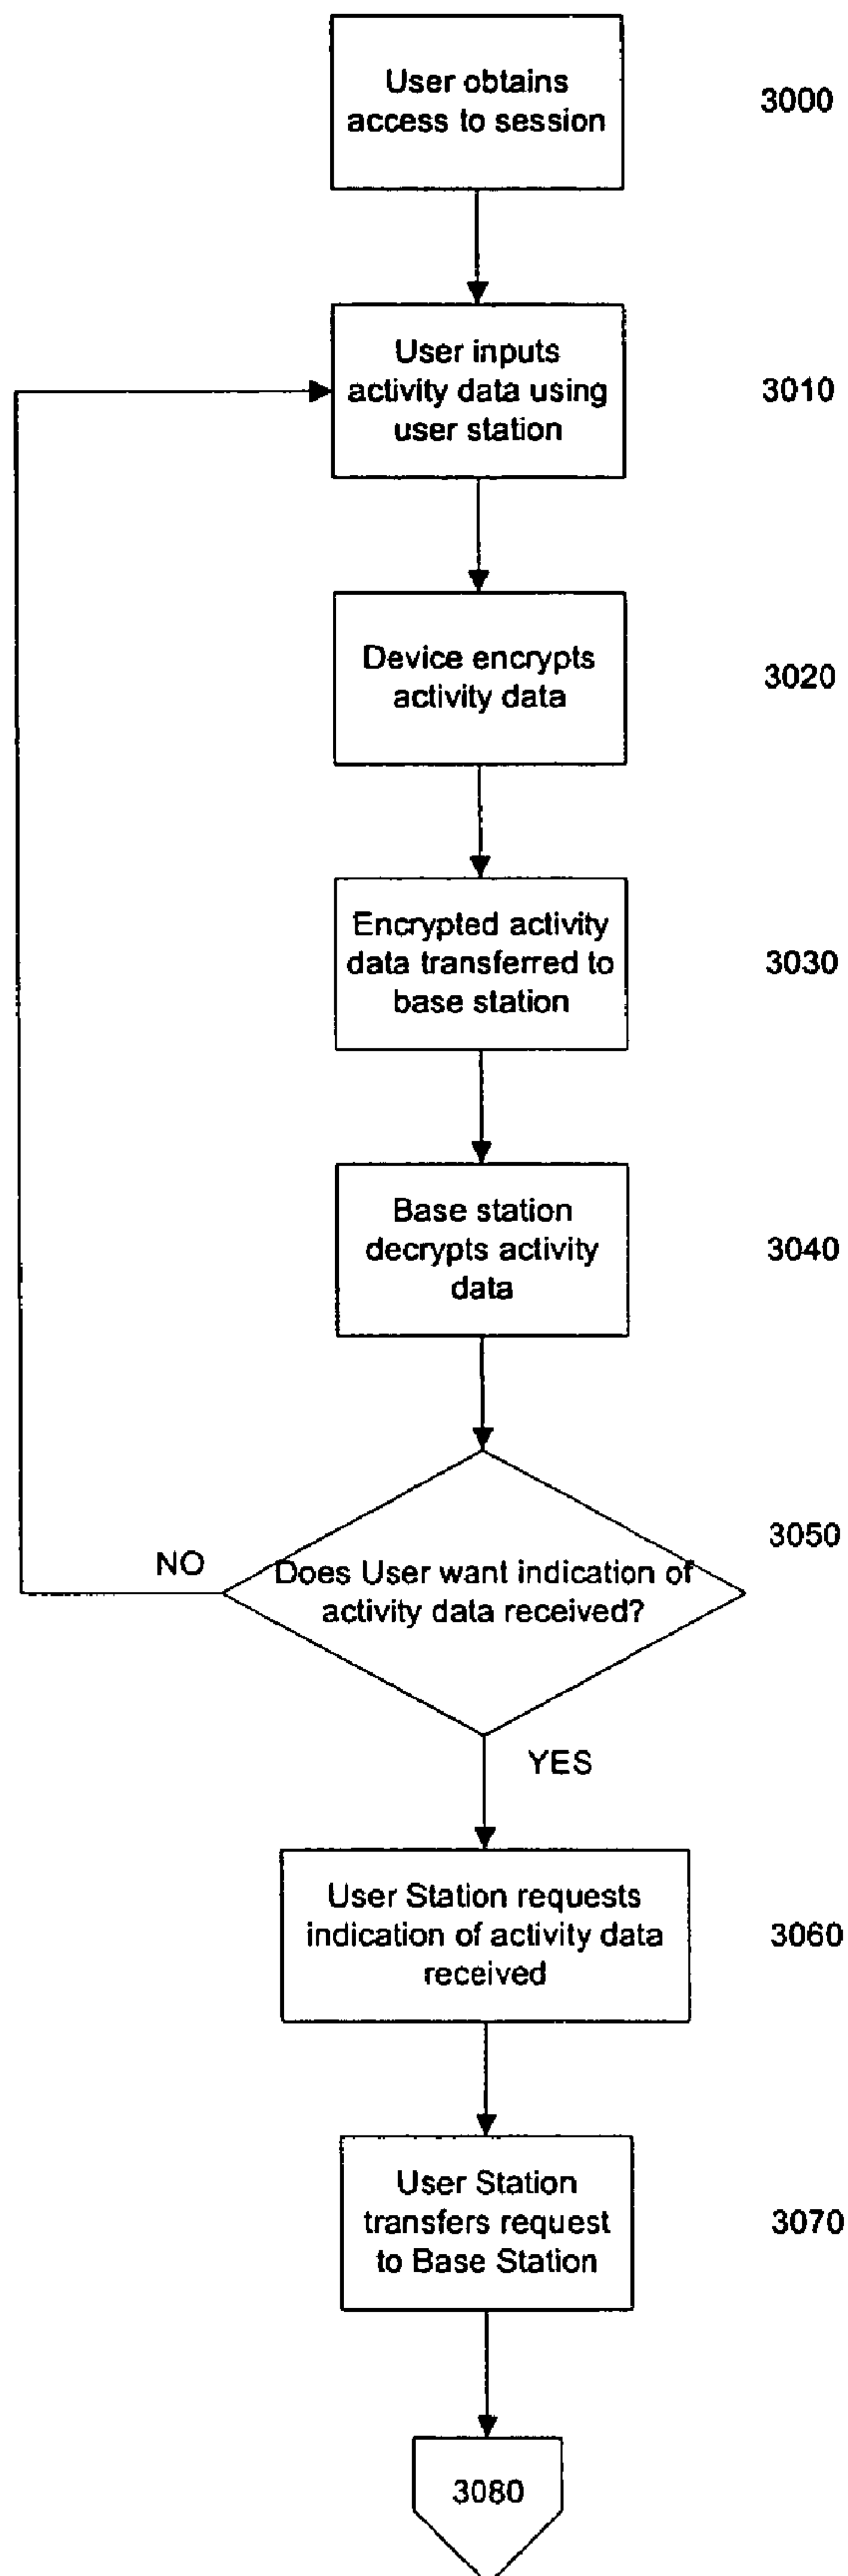 User obtains
access to session
3000
User inputs
activity data using
user station
3010
Device encrypts
activity data
3020
Encrypted activity
data transferred to
base station
3030
Base station
decrypts activity
data
3040
3050
NO
Does User want indication of
activity data received?
YES
User Station requests
indication of activity data
received
3060
User Station
transfers request
to Base Station
3070
3080